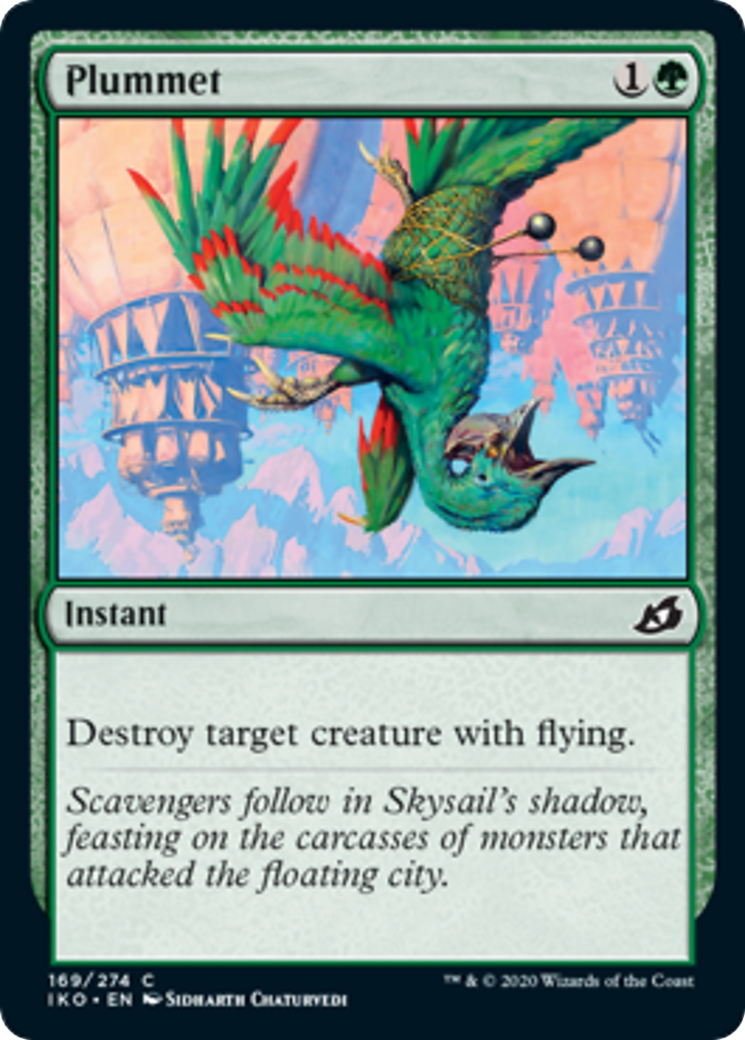 Plummet 1
Instant
Destroy target creature with flying.
Scavengers follow in Skysail's shadow,
feasting on the carcasses of monsters that
attacked the floating city.
169/274 C
™ & © 2020 Wizards of the Coast
IKO • EN Sidharth Chaturvedi